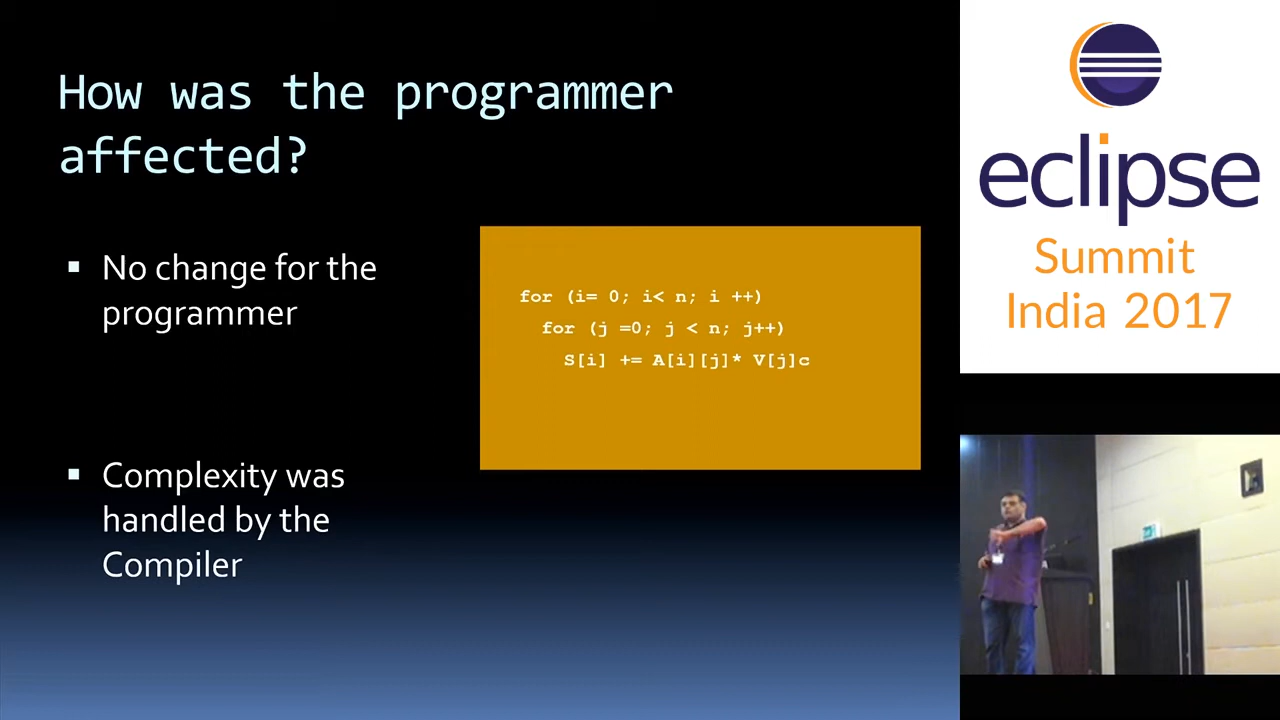 How was the programmer
affected?
▪ No change for the
programmer
▪ Complexity was
handled by the
Compiler
for (i= 0; i< n; i ++)
for (j =0; j < n; j++)
S[i] += A[i][j]* V[j]c
eclipse
Summit
India 2017